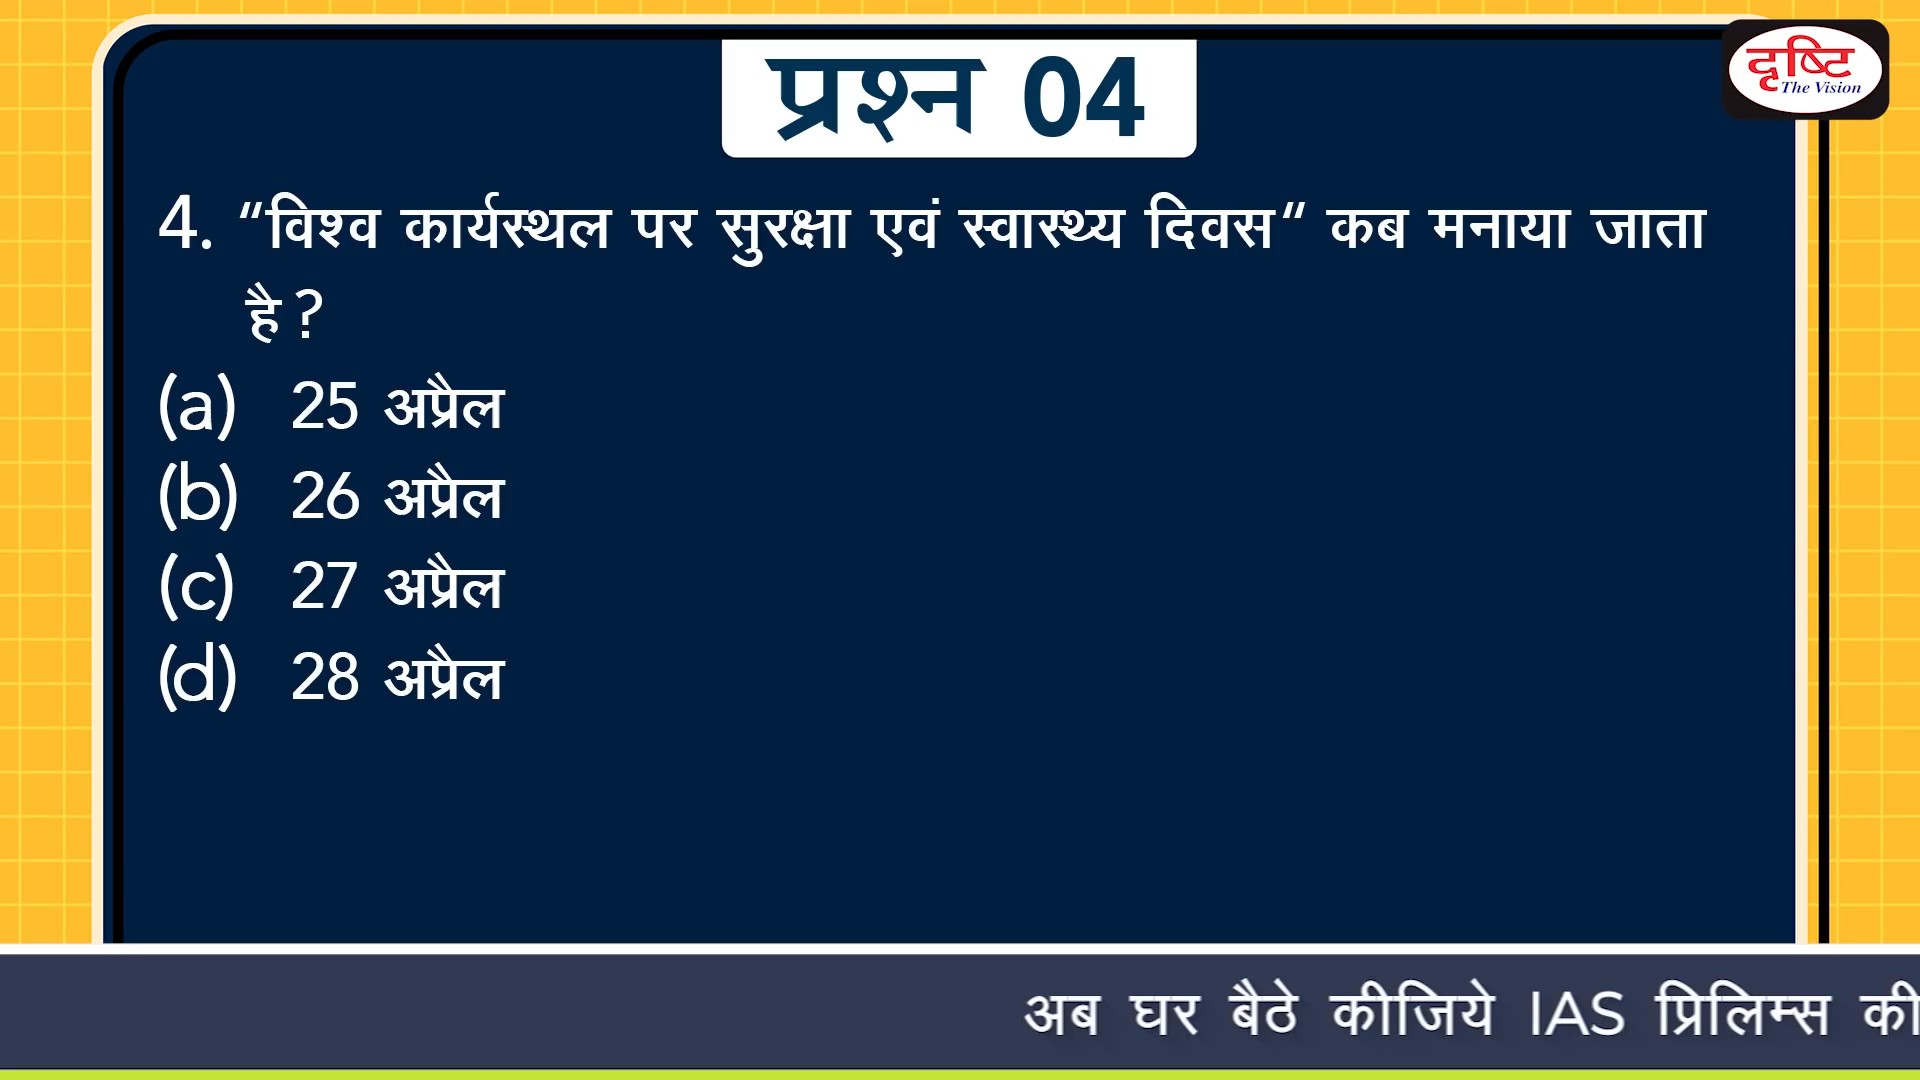 प्रश्न 04
दृष्टि
The Vision
4. “विश्व कार्यस्थल पर सुरक्षा एवं स्वास्थ्य दिवस“ कब मनाया जाता
है ?
(a) 25 अप्रैल
(b) 26 अप्रैल
(c) 27 अप्रैल
(d) 28 अप्रैल
अब घर बैठे कीजिये IAS प्रिलिम्स की